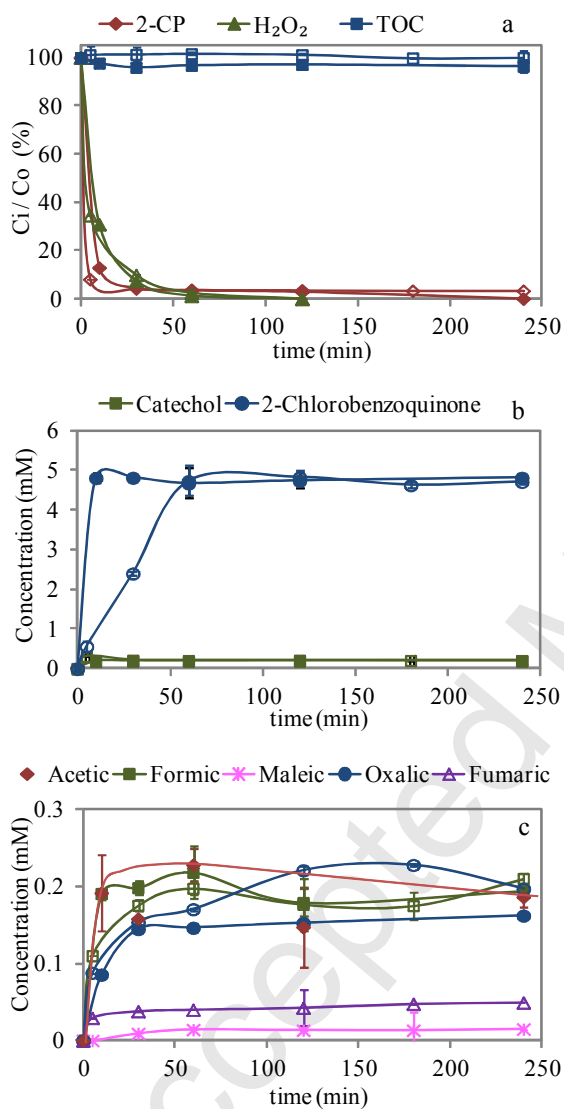 2-CP H₂O₂ TOC
a
100
80
60
40
20
0
Ci / Co (%)
0 50 100 150 200 250
time (min)
Catechol 2-Chlorobenzoquinone
b
6
5
4
3
2
1
0
Concentration (mM)
0 50 100 150 200 250
time (min)
Acetic Formic Maleic Oxalic Fumaric
c
0.3
0.2
0.1
0
Concentration (mM)
0 50 100 150 200 250
time (min)
ccepted M